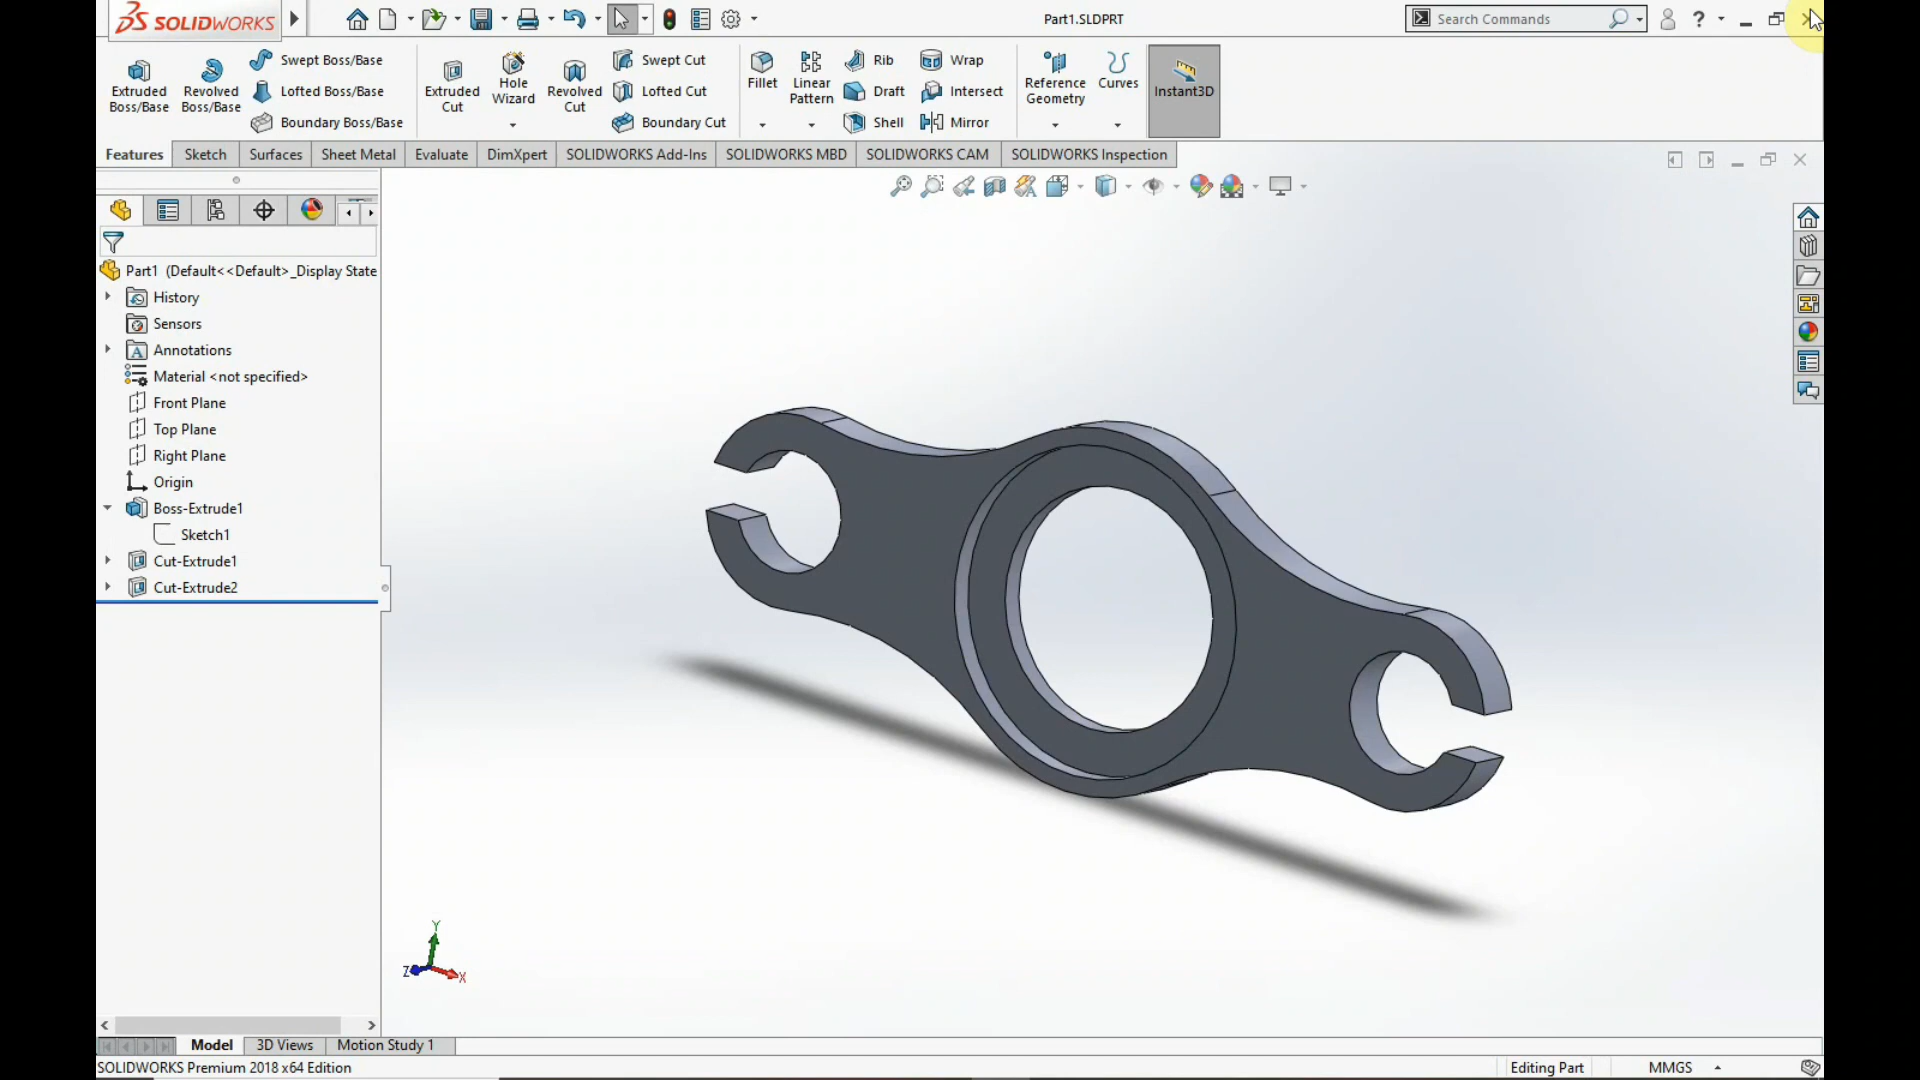 SOLIDWORKS
Part1.SLDPRT
Search Commands
?
Extruded Boss/Base
Revolved Boss/Base
Swept Boss/Base
Lofted Boss/Base
Boundary Boss/Base
Extruded Cut
Hole Wizard
Revolved Cut
Swept Cut
Lofted Cut
Boundary Cut
Fillet
Linear Pattern
Rib
Draft
Shell
Wrap
Intersect
Mirror
Reference Geometry
Curves
Instant3D
Features
Sketch
Surfaces
Sheet Metal
Evaluate
DimXpert
SOLIDWORKS Add-Ins
SOLIDWORKS MBD
SOLIDWORKS CAM
SOLIDWORKS Inspection
Part1 (Default<<Default>_Display State
History
Sensors
A
Annotations
Material <not specified>
Front Plane
Top Plane
Right Plane
Origin
Boss-Extrude1
Sketch1
Cut-Extrude1
Cut-Extrude2
Y
Z
X
Model
3D Views
Motion Study 1
SOLIDWORKS Premium 2018 x64 Edition
Editing Part
MMGS